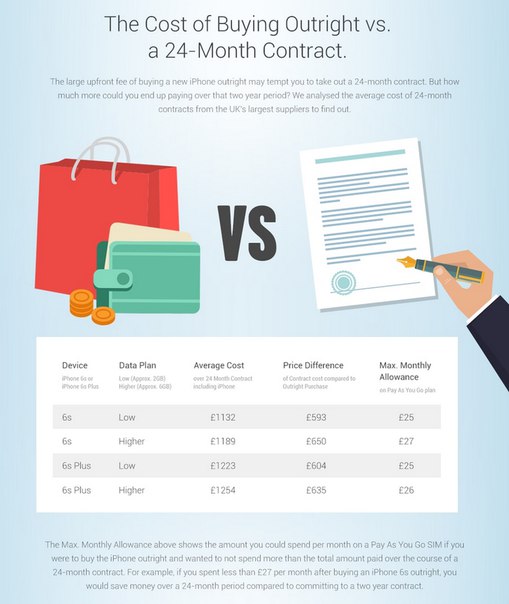 The Cost of Buying Outright vs.
a 24-Month Contract.
The large upfront fee of buying a new iPhone outright may tempt you to take out a 24-month contract. But how
much more could you end up paying over that two year period? We analysed the average cost of 24-month
contracts from the UK's largest suppliers to find out.
VS
Device Data Plan Average Cost Price Difference Max. Monthly
Allowance
iPhone 6s or Low (Approx. 2GB) over 24 Month Contract of Contract cost compared to
iPhone 6s Plus Higher (Approx. 6GB) including iPhone Outright Purchase on Pay As You Go plan
6s Low £1132 £593 £25
6s Higher £1189 £650 £27
6s Plus Low £1223 £604 £25
6s Plus Higher £1254 £635 £26
The Max. Monthly Allowance above shows the amount you could spend per month on a Pay As You Go SIM if you
were to buy the iPhone outright and wanted to not spend more than the total amount paid over the course of a
24-month contract. For example, if you spent less than £27 per month after buying an iPhone 6s outright, you
would save money over a 24-month period compared to committing to a two year contract.